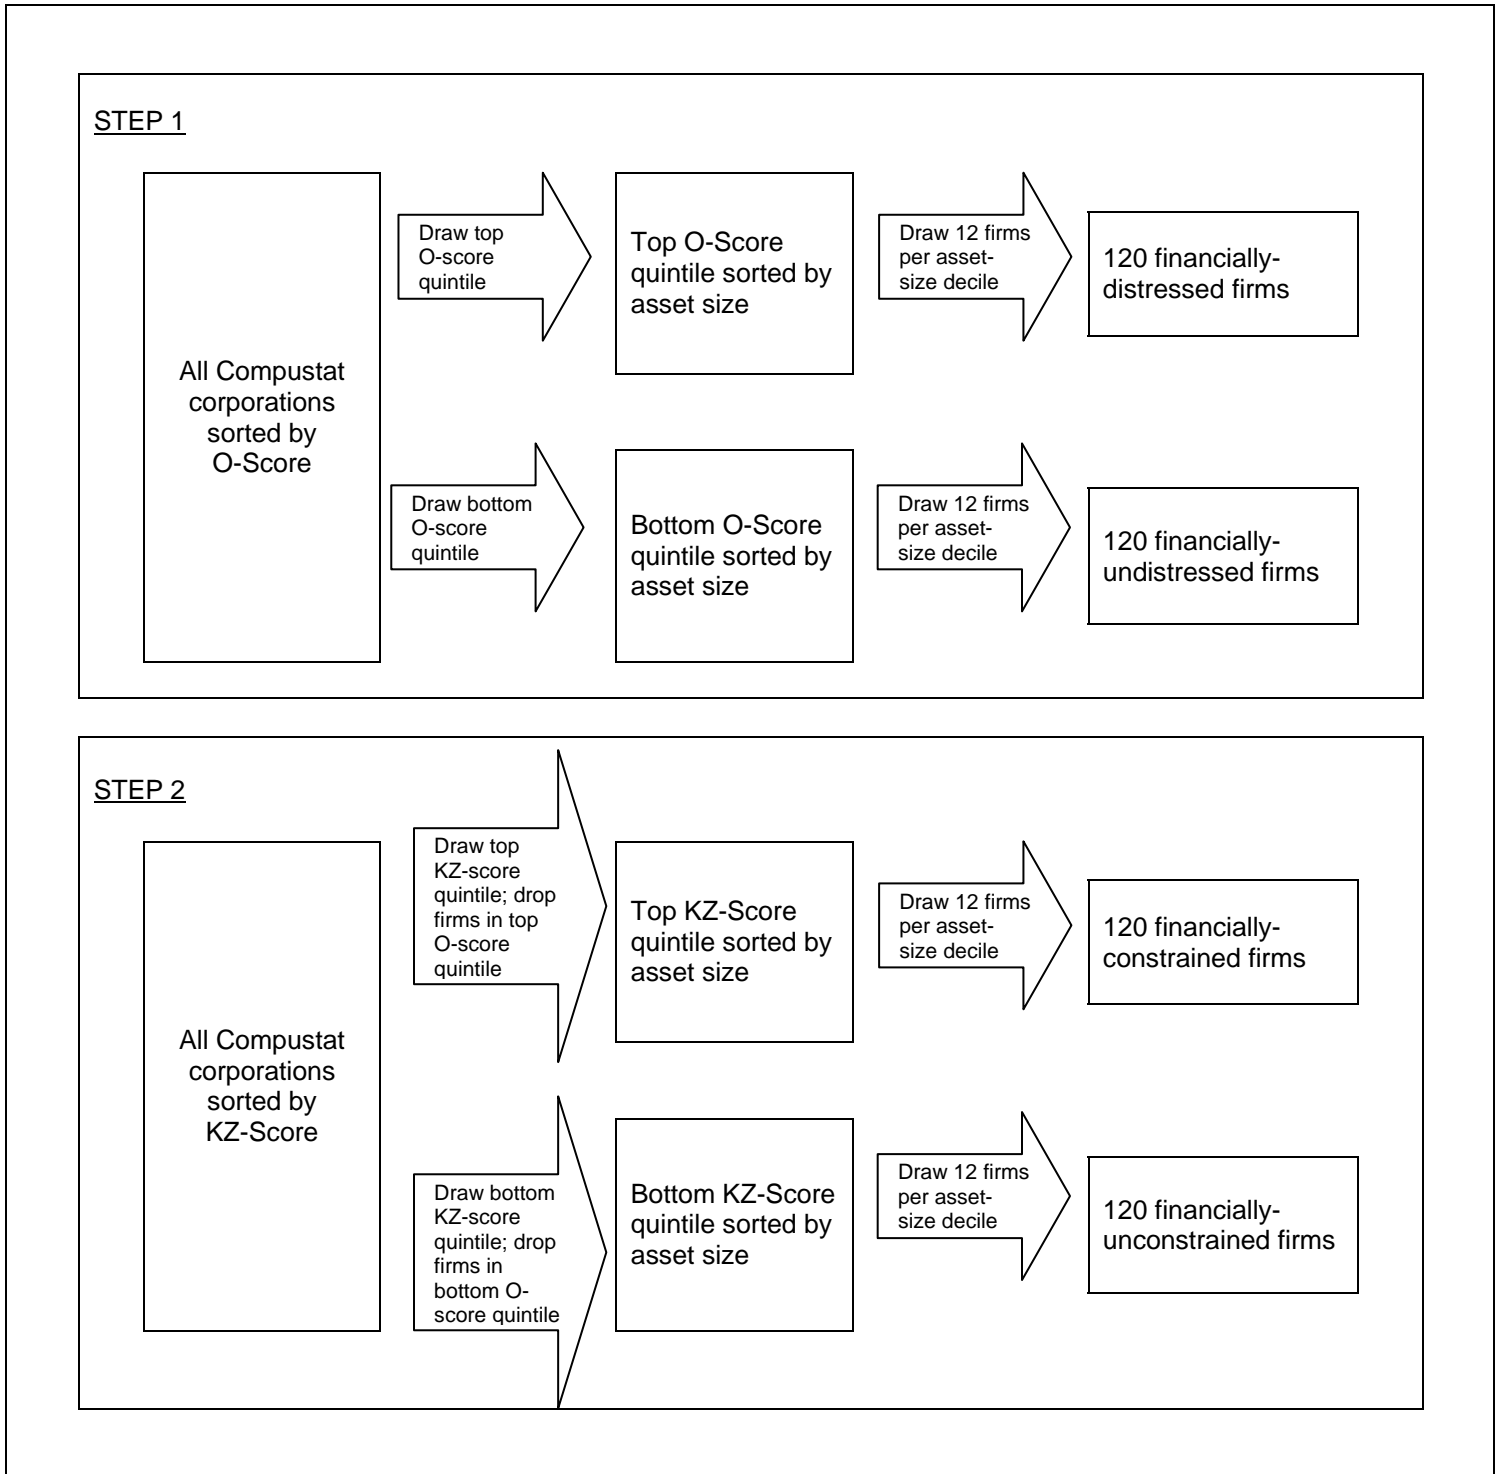 STEP 1
All Compustat
corporations
sorted by
O-Score
Draw top
O-score
quintile
Top O-Score
quintile sorted by
asset size
Draw 12 firms
per asset-
size decile
120 financially-
distressed firms
Draw bottom
O-score
quintile
Bottom O-Score
quintile sorted by
asset size
Draw 12 firms
per asset-
size decile
120 financially-
undistressed firms
STEP 2
All Compustat
corporations
sorted by
KZ-Score
Draw top
KZ-score
quintile; drop
firms in top
O-score
quintile
Top KZ-Score
quintile sorted by
asset size
Draw 12 firms
per asset-
size decile
120 financially-
constrained firms
Draw bottom
KZ-score
quintile; drop
firms in
bottom O-
score quintile
Bottom KZ-Score
quintile sorted by
asset size
Draw 12 firms
per asset-
size decile
120 financially-
unconstrained firms